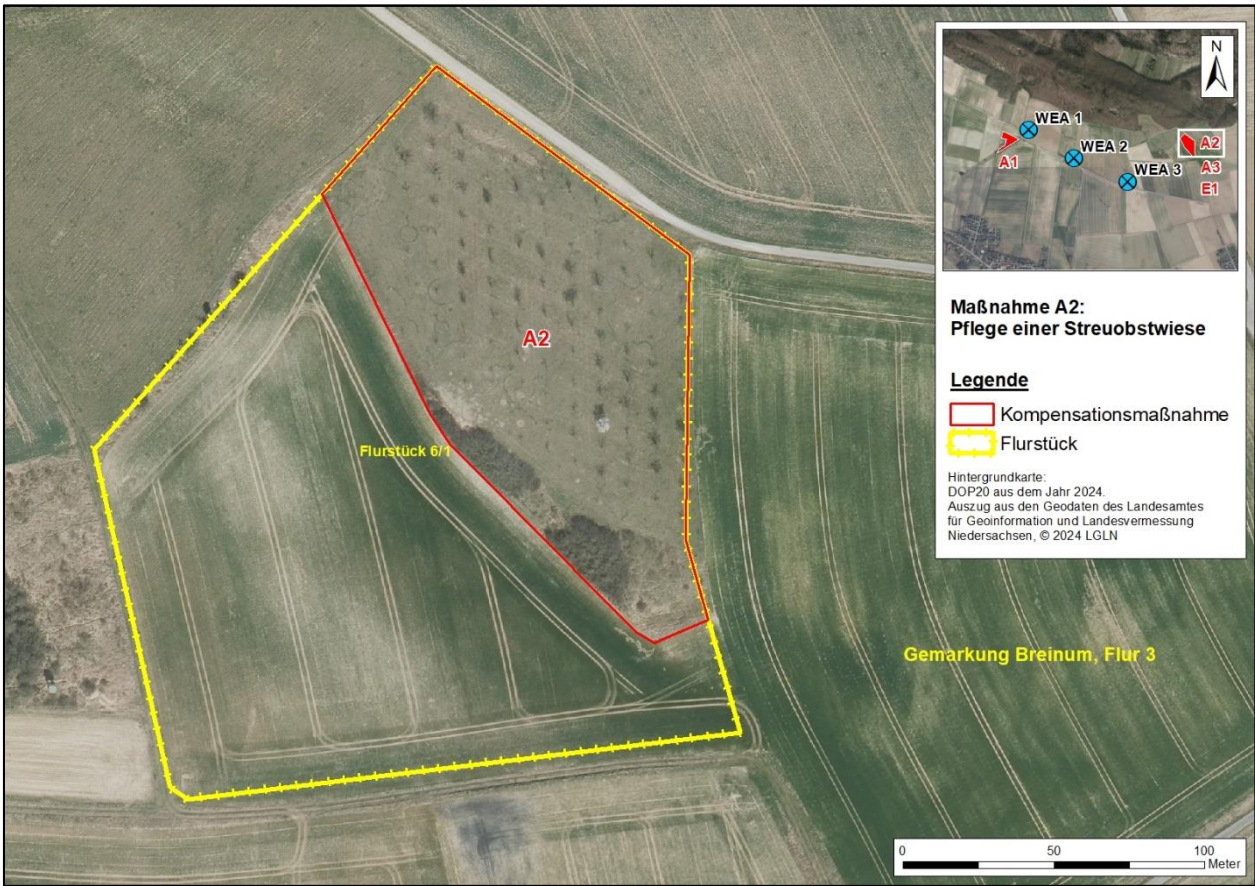 N
WEA 1
WEA 2
A1
WEA 3
A2
A3
E1
Maßnahme A2:
Pflege einer Streuobstwiese
Legende
Kompensationsmaßnahme
Flurstück
Hintergrundkarte:
DOP20 aus dem Jahr 2024.
Auszug aus den Geodaten des Landesamtes
für Geoinformation und Landesvermessung
Niedersachsen, © 2024 LGLN
A2
Flurstück 6/1
Gemarkung Breinum, Flur 3
0 50 100
Meter